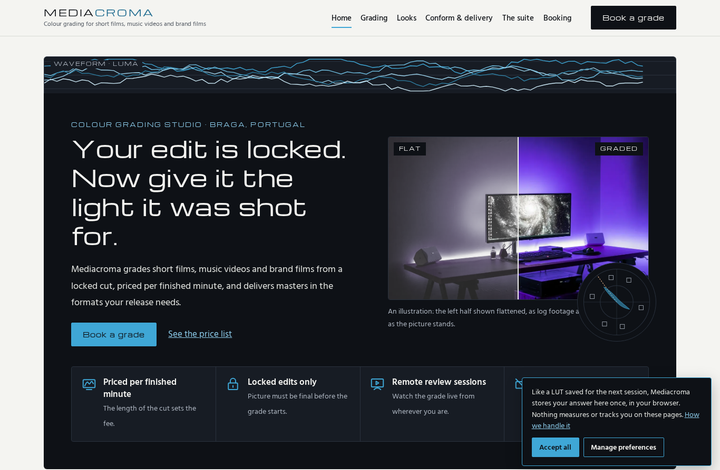 MEDIACROMA
Colour grading for short films, music videos and brand films
Home Grading Looks Conform & delivery The suite Booking
Book a grade
WAVEFORM · LUMA
COLOUR GRADING STUDIO · BRAGA, PORTUGAL
Your edit is locked.
Now give it the
light it was shot
for.
Mediacroma grades short films, music videos and brand films from a
locked cut, priced per finished minute, and delivers masters in the
formats your release needs.
Book a grade
See the price list
FLAT
GRADED
An illustration. the left half shown flattened, as log footage
as the picture stands.
Priced per finished
minute
The length of the cut sets the
fee.
Locked edits only
Picture must be final before the
grade starts.
Remote review sessions
Watch the grade live from
wherever you are.
Like a LUT saved for the next session, Mediacroma
stores your answer here once, in your browser.
Nothing measures or tracks you on these pages. How
we handle it
Accept all
Manage preferences